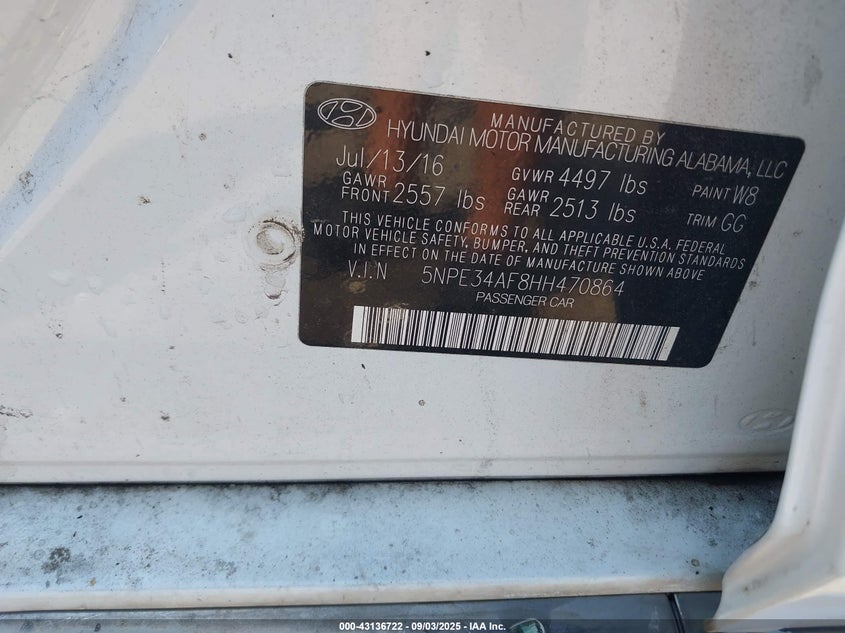 MANUFACTURED BY
HYUNDAI MOTOR MANUFACTURING ALABAMA, LLC
Jul/13/16 GVWR 4497 lbs PAINT W8
GAWR FRONT 2557 lbs GAWR REAR 2513 lbs TRIM GG
THIS VEHICLE CONFORMS TO ALL APPLICABLE U.S.A. FEDERAL
MOTOR VEHICLE SAFETY, BUMPER, AND THEFT PREVENTION STANDARDS
IN EFFECT ON THE DATE OF MANUFACTURE SHOWN ABOVE
V.I.N 5NPE34AF8HH470864
PASSENGER CAR
000-43136722 - 09/03/2025 - IAA Inc.